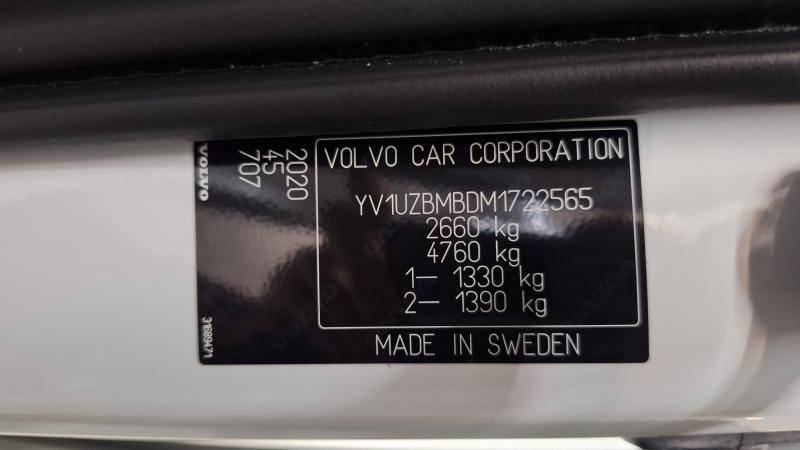 VOLVO
2020
45
707
31689471
VOLVO CAR CORPORATION
YV1UZBMBDM1722565
2660 kg
4760 kg
1— 1330 kg
2— 1390 kg
MADE IN SWEDEN